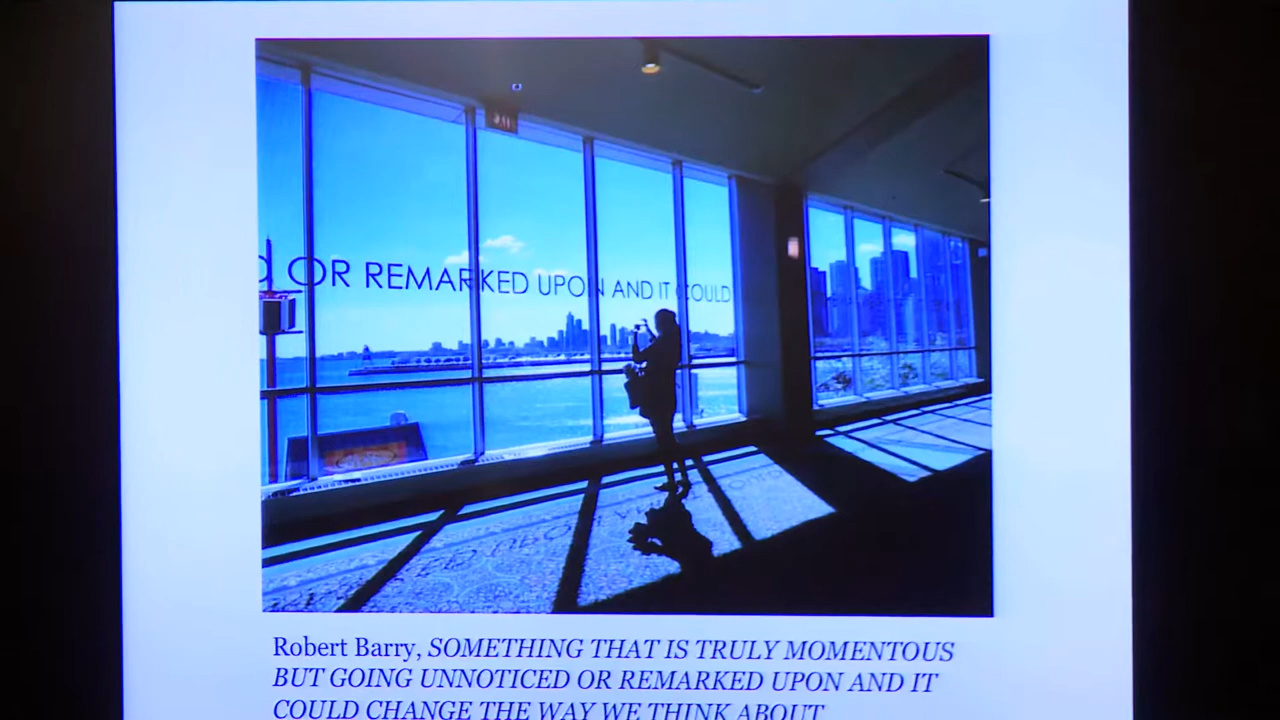 EXIT
d OR REMARKED UPON AND IT COULD
Robert Barry, SOMETHING THAT IS TRULY MOMENTOUS
BUT GOING UNNOTICED OR REMARKED UPON AND IT
COULD CHANGE THE WAY WE THINK ABOUT